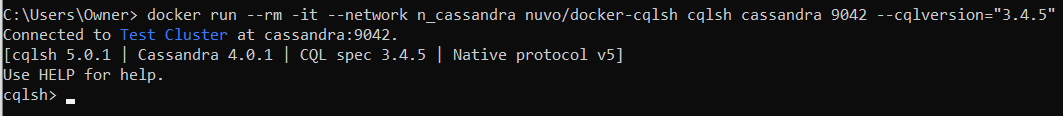 C:\Users\Owner> docker run --rm -it --network n_cassandra nuvo/docker-cqlsh cqlsh cassandra 9042 --cqlversion="3.4.5"
Connected to Test Cluster at cassandra:9042.
[cqlsh 5.0.1 | Cassandra 4.0.1 | CQL spec 3.4.5 | Native protocol v5]
Use HELP for help.
cqlsh>